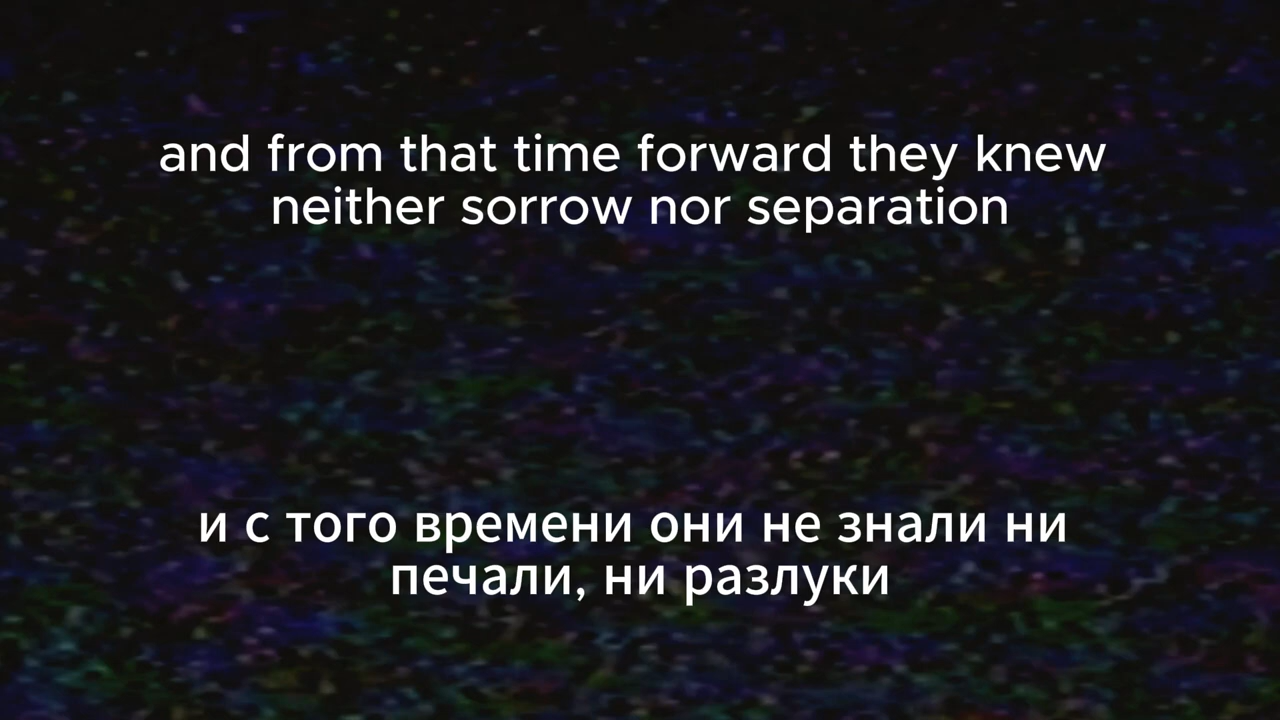 and from that time forward they knew
neither sorrow nor separation
и с того времени они не знали ни
печали, ни разлуки